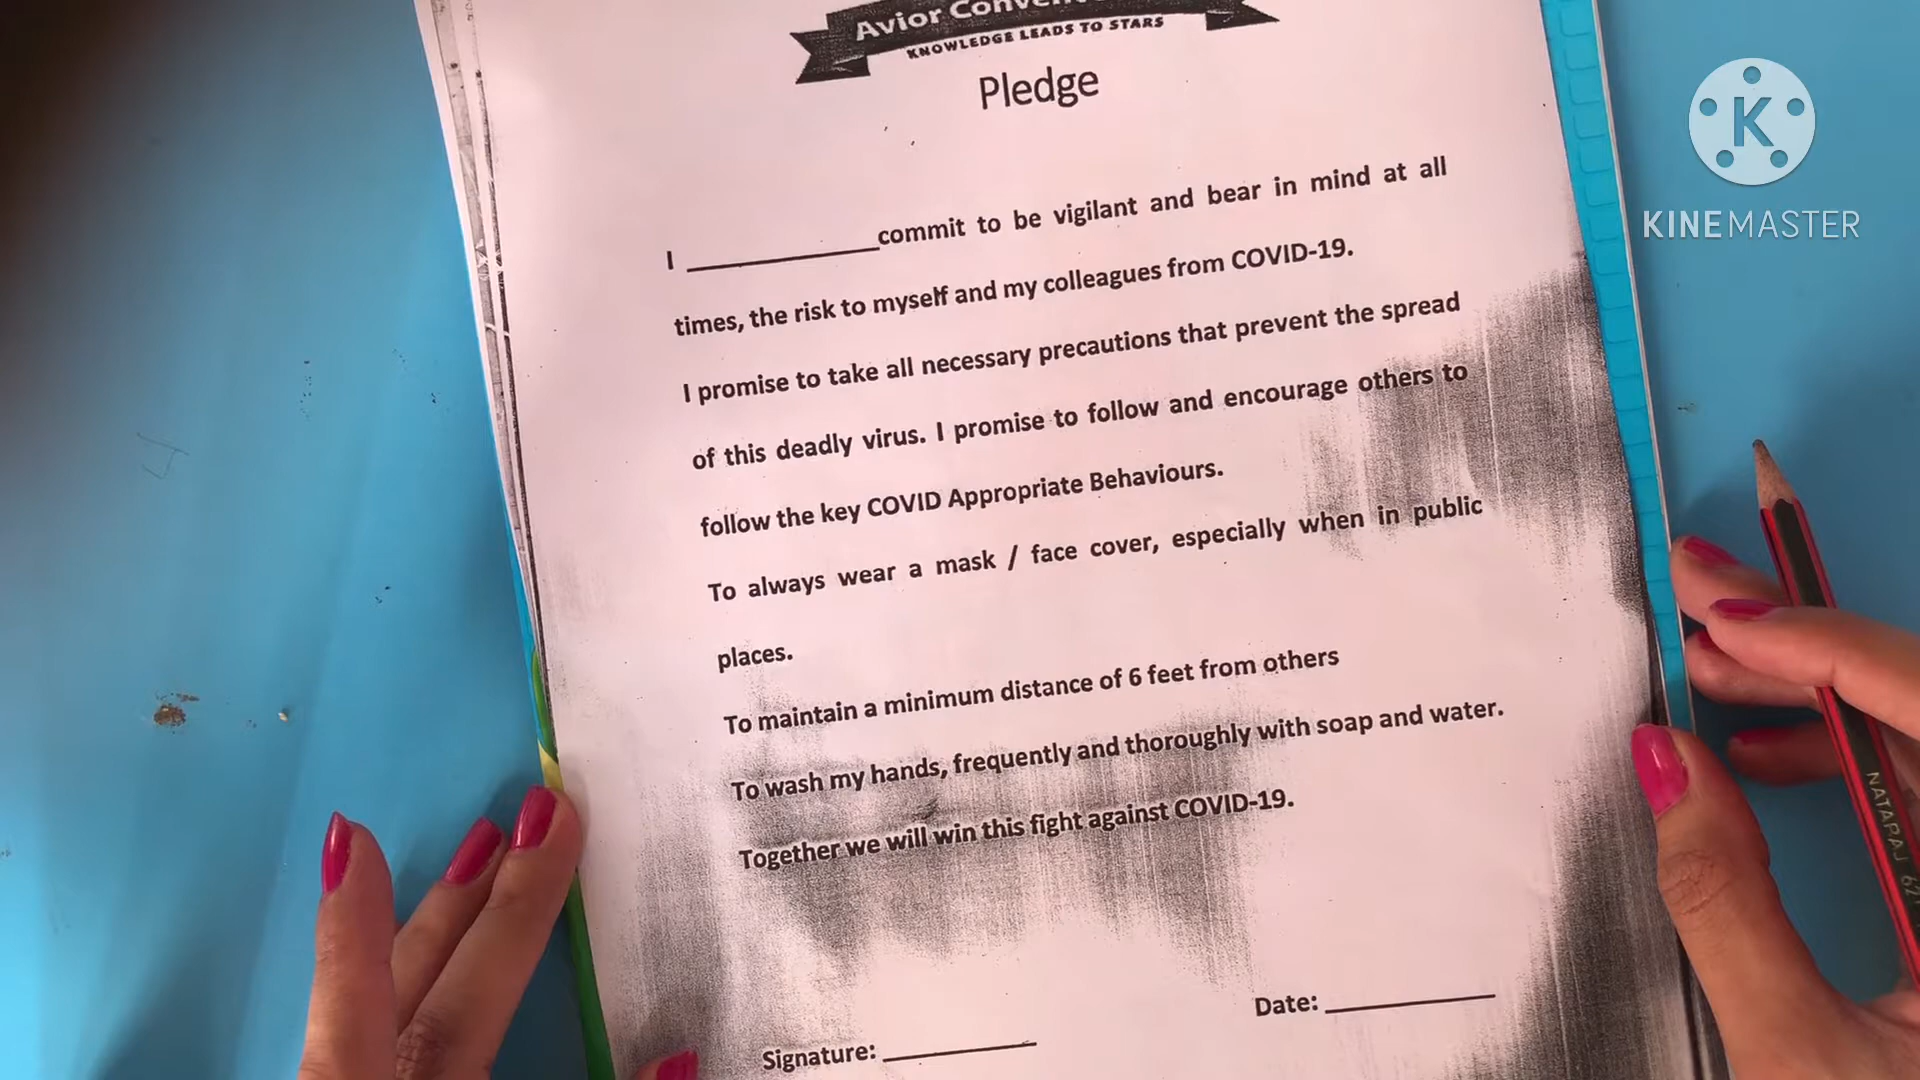 Avior
KNOWLEDGE LEADS TO STARS
Pledge
I ____________commit to be vigilant and bear in mind at all
times, the risk to myself and my colleagues from COVID-19.
I promise to take all necessary precautions that prevent the spread
of this deadly virus. I promise to follow and encourage others to
follow the key COVID Appropriate Behaviours.
To always wear a mask / face cover, especially when in public
places.
To maintain a minimum distance of 6 feet from others
To wash my hands, frequently and thoroughly with soap and water.
Together we will win this fight against COVID-19.
Date: ___________
Signature: __________
K
KINEMASTER
NATARAJ 621